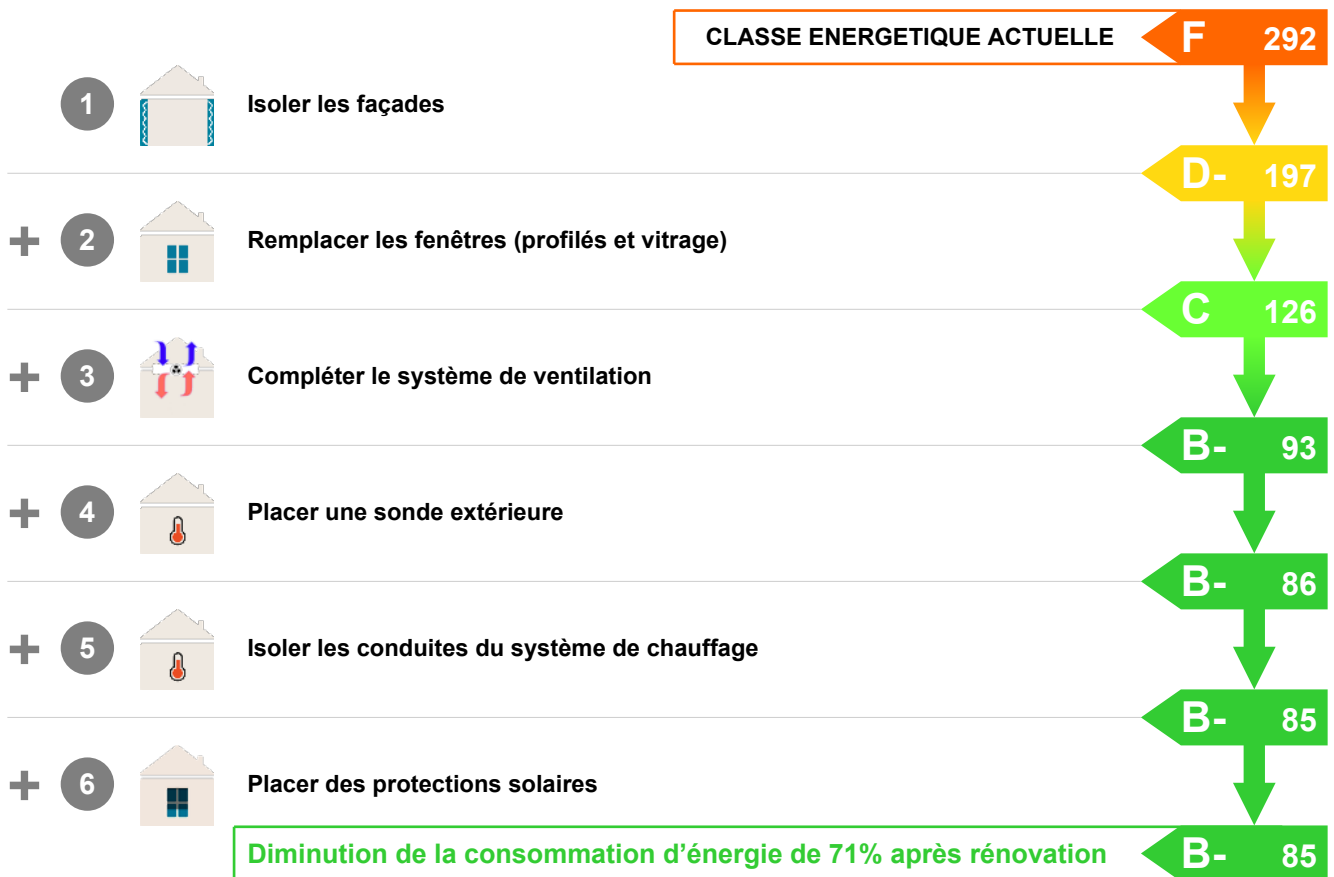 CLASSE ENERGETIQUE ACTUELLE F 292
1 Isoler les façades
D- 197
+ 2 Remplacer les fenêtres (profilés et vitrage)
C 126
+ 3 Compléter le système de ventilation
B- 93
+ 4 Placer une sonde extérieure
B- 86
+ 5 Isoler les conduites du système de chauffage
B- 85
+ 6 Placer des protections solaires
Diminution de la consommation d’énergie de 71% après rénovation B- 85